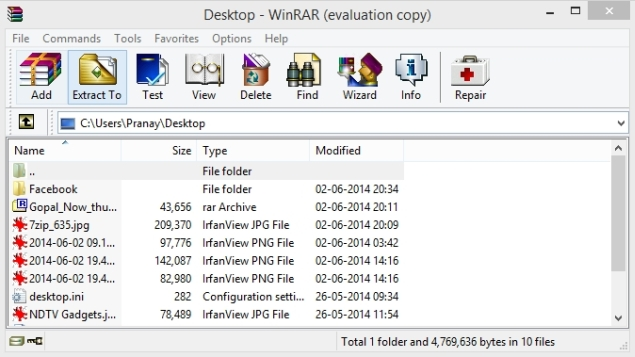 Desktop - WinRAR (evaluation copy)
File Commands Tools Favorites Options Help
Add Extract To Test View Delete Find Wizard Info Repair
C:\Users\Pranay\Desktop
Name Size Type Modified
.. File folder
Facebook File folder 02-06-2014 20:34
Gopal_Now_thu... 43,656 rar Archive 02-06-2014 20:11
7zip_635.jpg 209,370 IrfanView JPG File 02-06-2014 20:09
2014-06-02 09.1... 97,776 IrfanView PNG File 02-06-2014 03:42
2014-06-02 19.4... 142,087 IrfanView PNG File 02-06-2014 14:16
2014-06-02 19.4... 82,980 IrfanView PNG File 02-06-2014 14:16
desktop.ini 282 Configuration setti... 26-05-2014 09:34
NDTV Gadgets.j... 78,489 IrfanView JPG File 26-05-2014 11:54
Total 1 folder and 4,769,636 bytes in 10 files